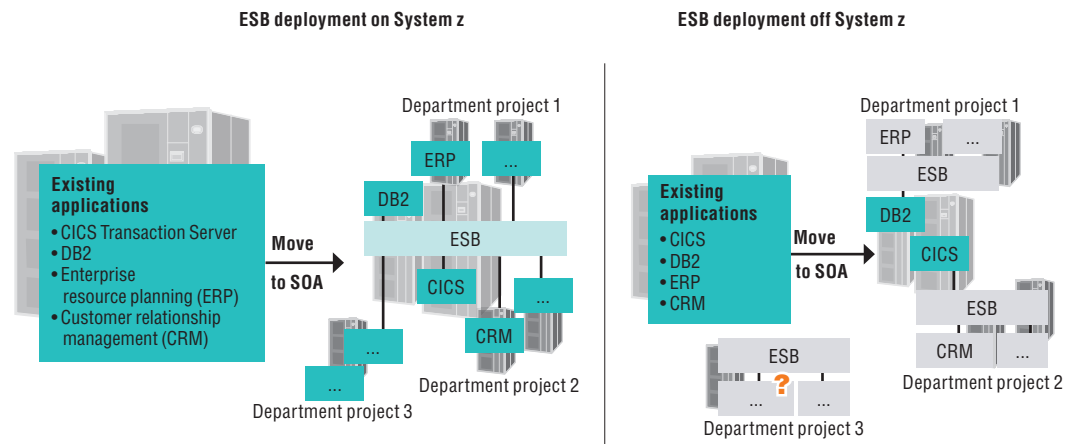 ESB deployment on System z
Department project 1
ERP
...
Existing
applications
• CICS Transaction Server
• DB2
• Enterprise
resource planning (ERP)
• Customer relationship
management (CRM)
Move
to SOA
DB2
ESB
CICS
...
CRM
...
...
Department project 2
Department project 3
ESB deployment off System z
Department project 1
ERP
...
ESB
Existing
applications
• CICS
• DB2
• ERP
• CRM
Move
to SOA
DB2
CICS
ESB
CRM
...
Department project 2
ESB
?
...
...
Department project 3